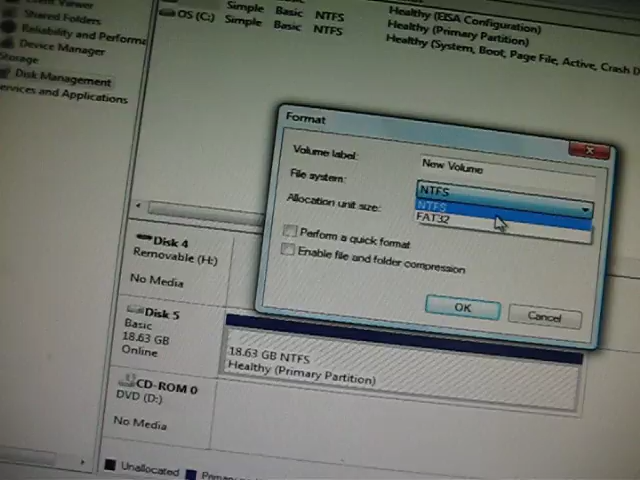 Shared Folders
Reliability and Performa
Device Manager
Storage
Disk Management
ervices and Applications
Simple Basic NTFS Healthy (EISA Configuration)
OS (C:) Simple Basic NTFS Healthy (Primary Partition)
Healthy (System, Boot, Page File, Active, Crash D
Format
Volume label: New Volume
File system: NTFS
NTFS
Allocation unit size: FAT32
Perform a quick format
Enable file and folder compression
OK Cancel
Disk 4
Removable (H:)
No Media
Disk 5
Basic
18.63 GB
Online
18.63 GB NTFS
Healthy (Primary Partition)
CD-ROM 0
DVD (D:)
No Media
Unallocated